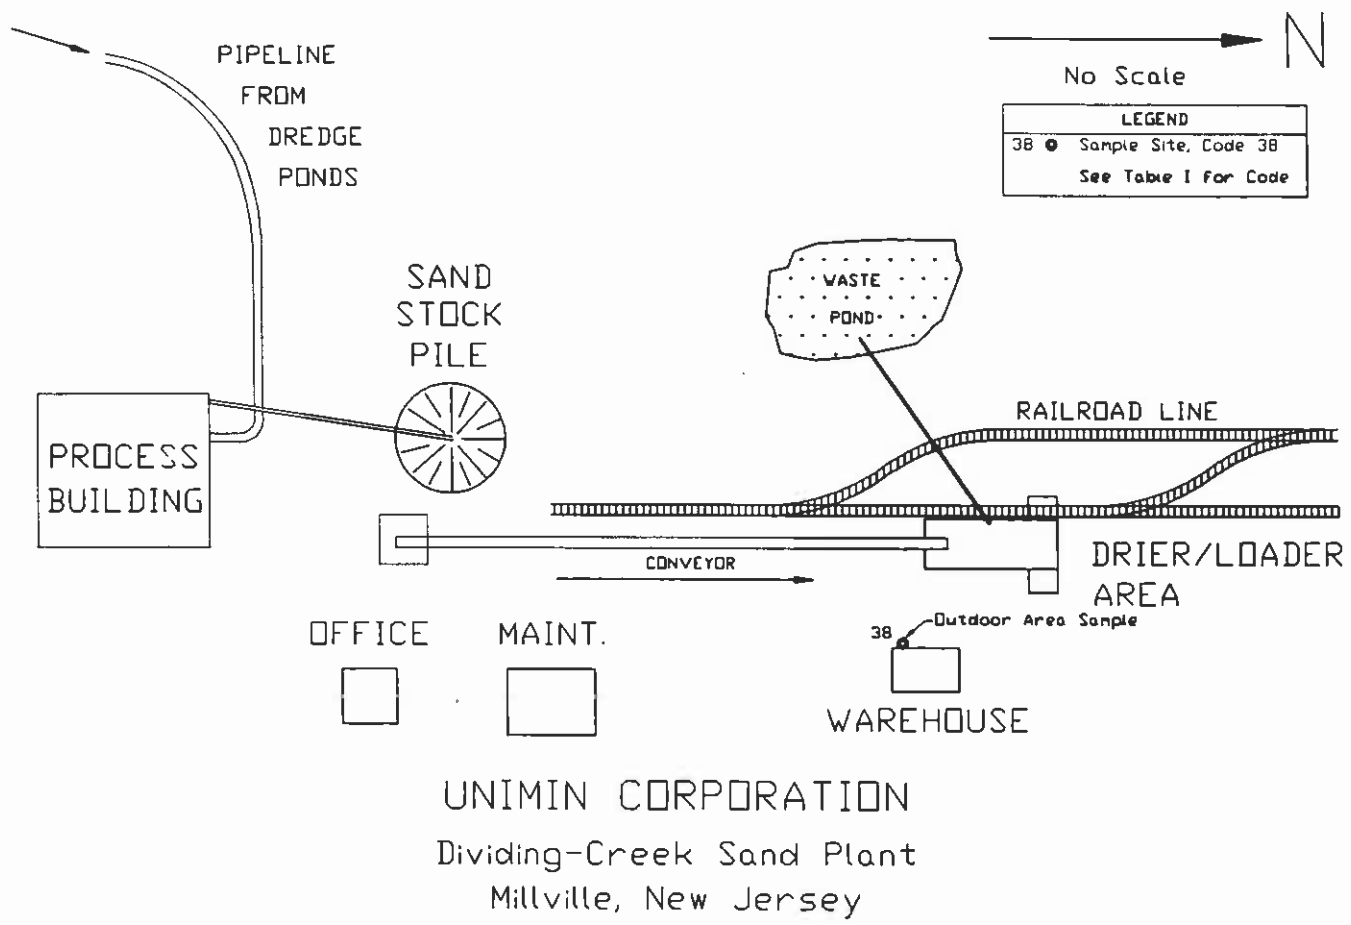 PIPELINE
FROM
DREDGE
PONDS
N
No Scale
LEGEND
38 Sample Site, Code 38
See Table I For Code
SAND
STOCK
PILE
WASTE
POND
RAILROAD LINE
PROCESS
BUILDING
CONVEYOR
DRIER/LOADER
AREA
OFFICE
MAINT.
38
Outdoor Area Sample
WAREHOUSE
UNIMIN CORPORATION
Dividing-Creek Sand Plant
Millville, New Jersey